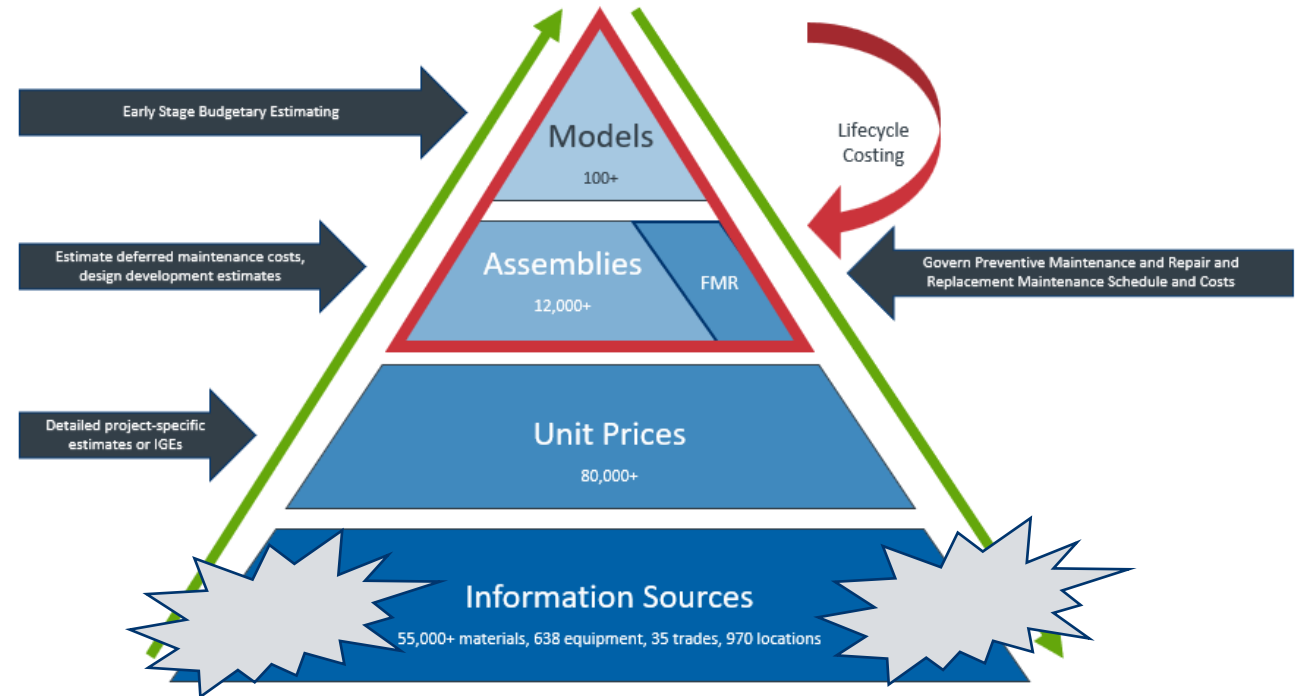 Early Stage Budgetary Estimating
Models
100+
Lifecycle
Costing
Estimate deferred maintenance costs,
design development estimates
Assemblies
12,000+
FMR
Govern Preventive Maintenance and Repair and
Replacement Maintenance Schedule and Costs
Detailed project-specific
estimates or IGEs
Unit Prices
80,000+
Information Sources
55,000+ materials, 638 equipment, 35 trades, 970 locations